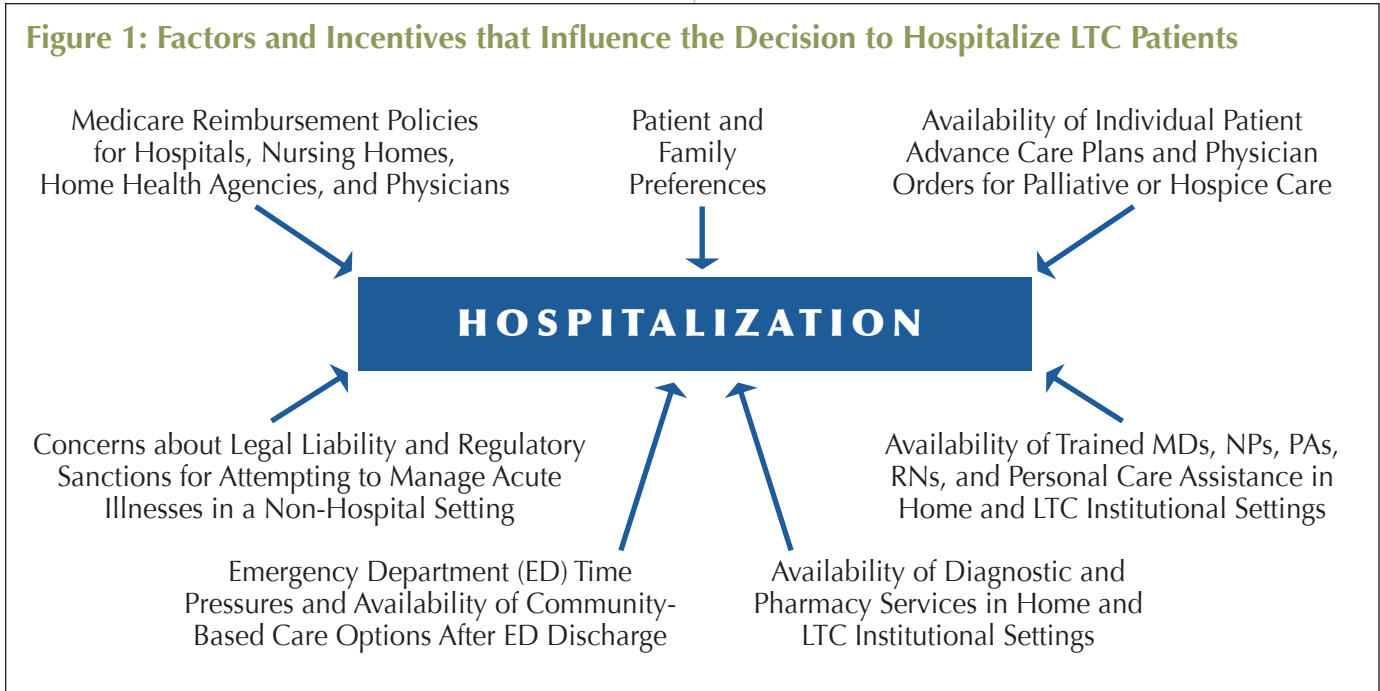 Figure 1: Factors and Incentives that Influence the Decision to Hospitalize LTC Patients
Medicare Reimbursement Policies
for Hospitals, Nursing Homes,
Home Health Agencies, and Physicians
Patient and
Family
Preferences
Availability of Individual Patient
Advance Care Plans and Physician
Orders for Palliative or Hospice Care
HOSPITALIZATION
Concerns about Legal Liability and Regulatory
Sanctions for Attempting to Manage Acute
Illnesses in a Non-Hospital Setting
Availability of Trained MDs, NPs, PAs,
RNs, and Personal Care Assistance in
Home and LTC Institutional Settings
Emergency Department (ED) Time
Pressures and Availability of Community-
Based Care Options After ED Discharge
Availability of Diagnostic and
Pharmacy Services in Home and
LTC Institutional Settings